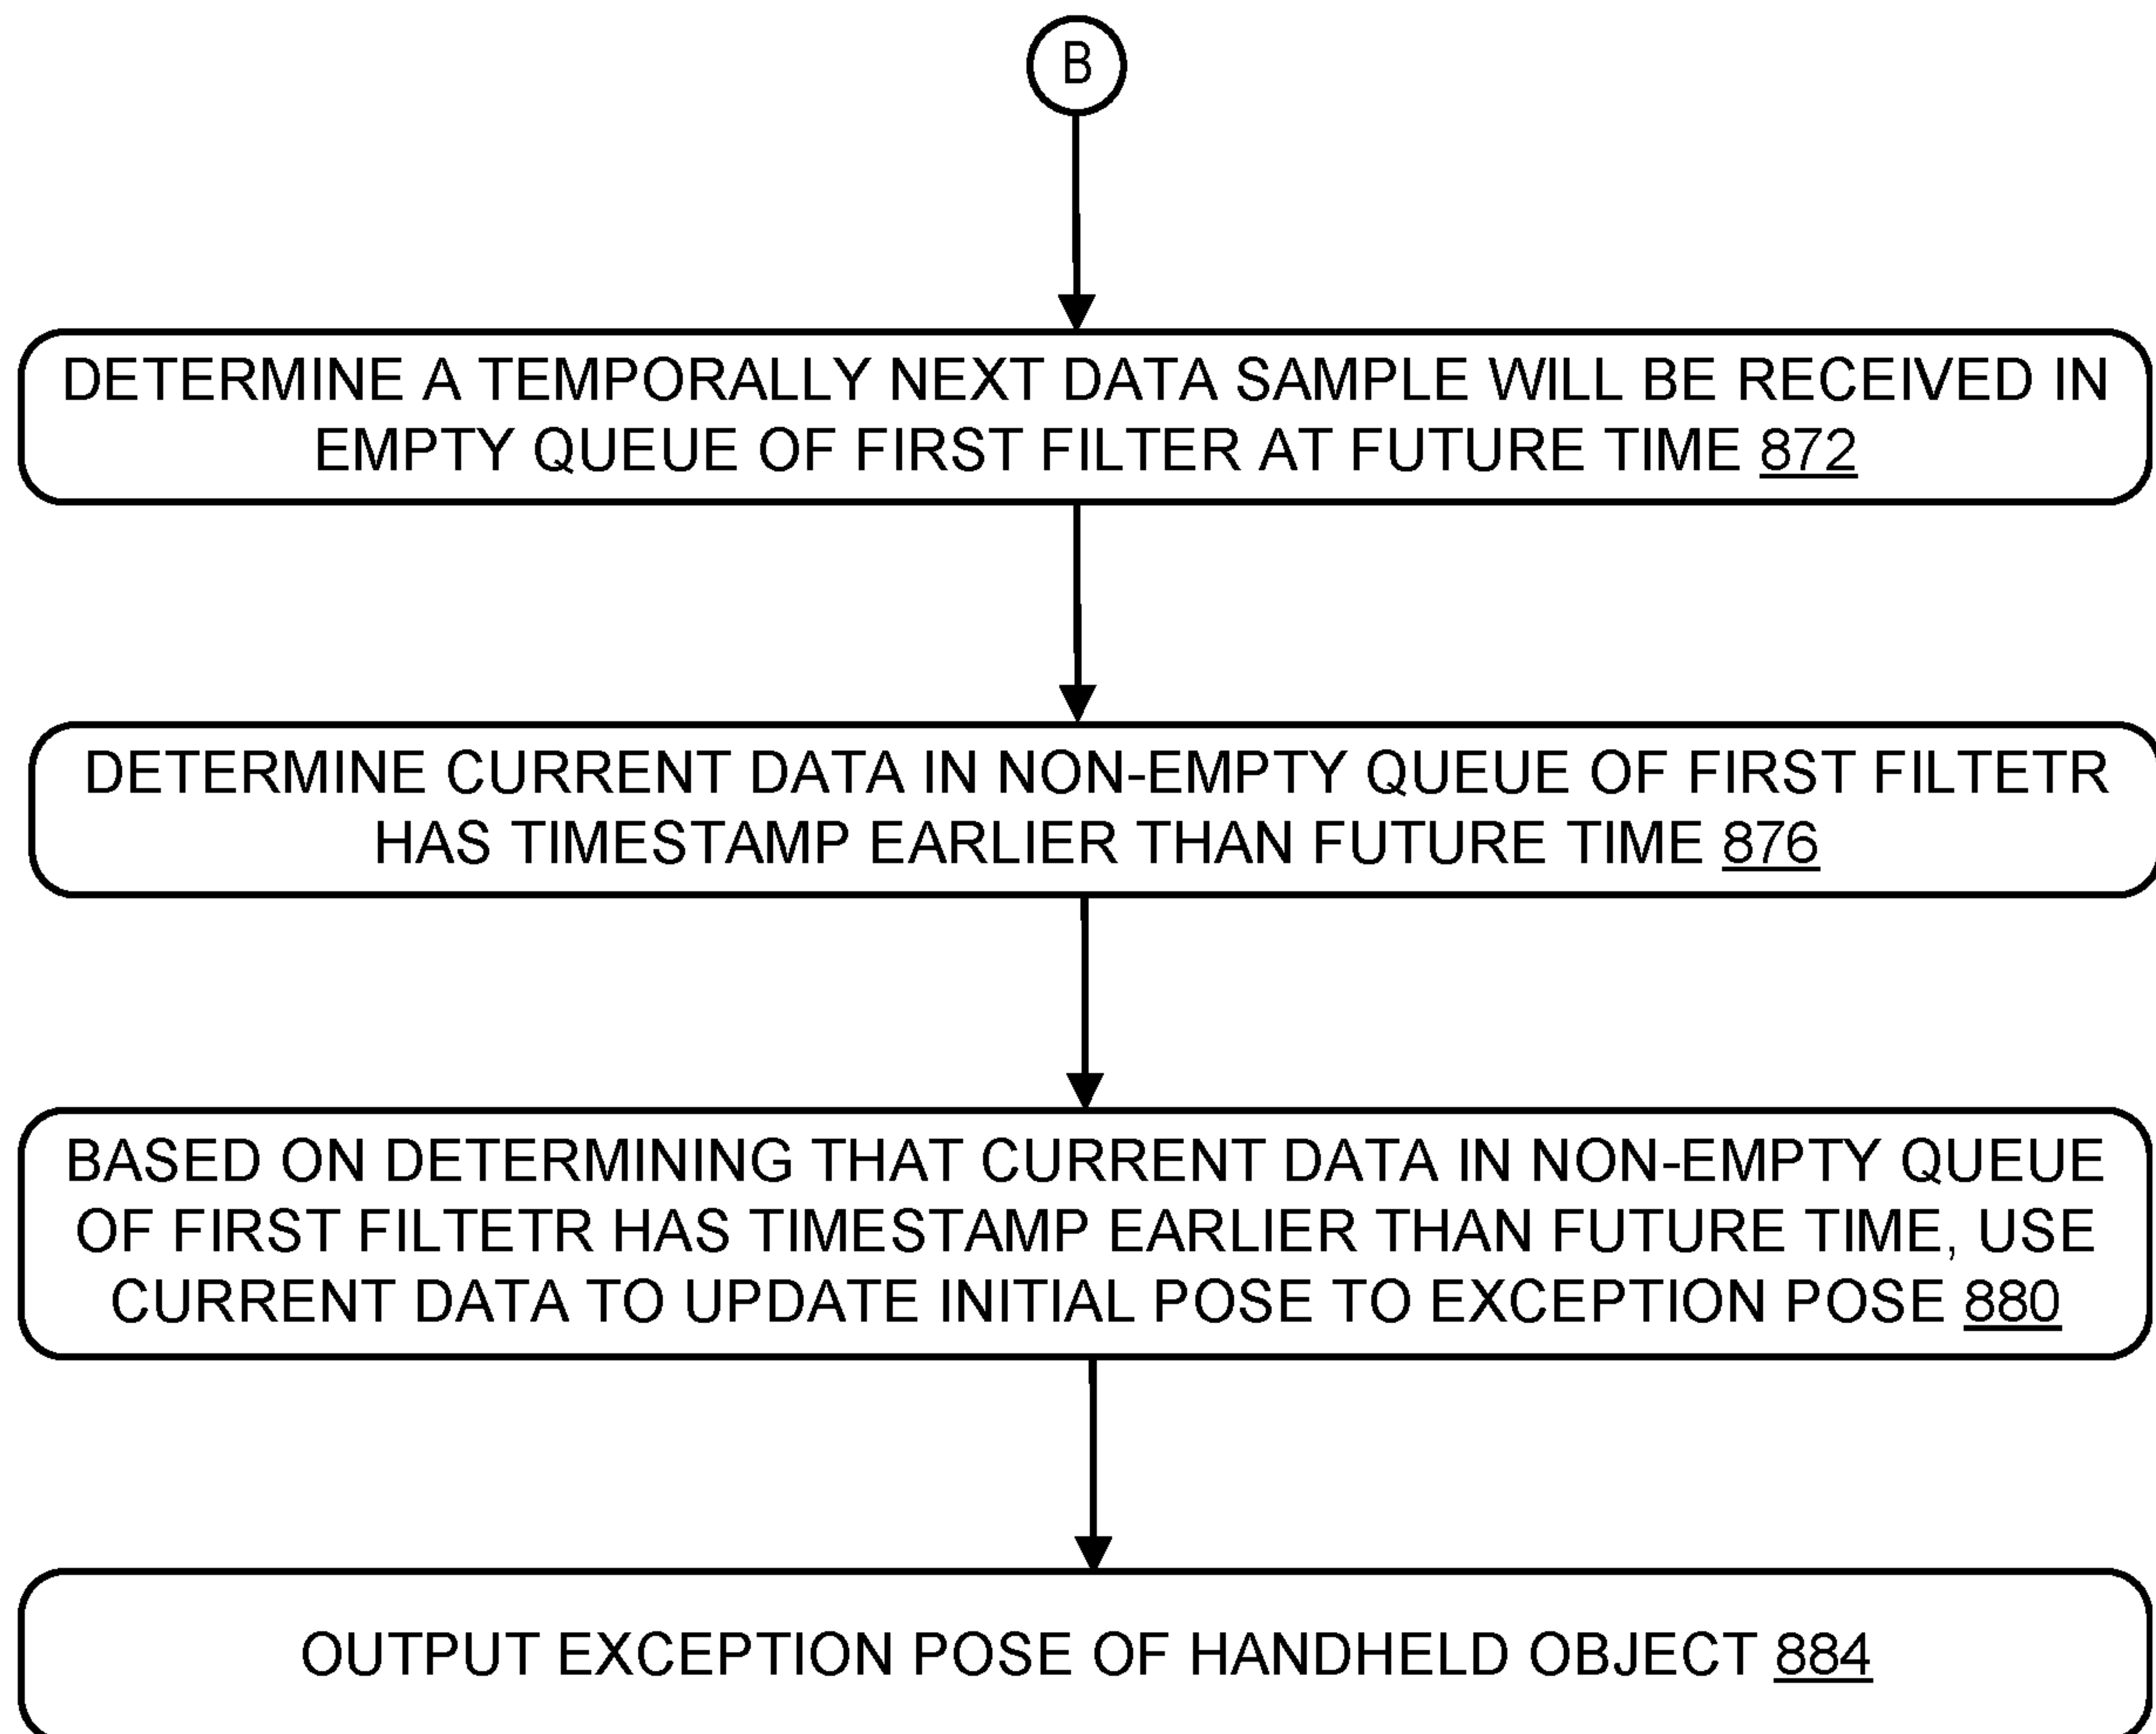 B
DETERMINE A TEMPORALLY NEXT DATA SAMPLE WILL BE RECEIVED IN
EMPTY QUEUE OF FIRST FILTER AT FUTURE TIME 872
DETERMINE CURRENT DATA IN NON-EMPTY QUEUE OF FIRST FILTETR
HAS TIMESTAMP EARLIER THAN FUTURE TIME 876
BASED ON DETERMINING THAT CURRENT DATA IN NON-EMPTY QUEUE
OF FIRST FILTETR HAS TIMESTAMP EARLIER THAN FUTURE TIME, USE
CURRENT DATA TO UPDATE INITIAL POSE TO EXCEPTION POSE 880
OUTPUT EXCEPTION POSE OF HANDHELD OBJECT 884